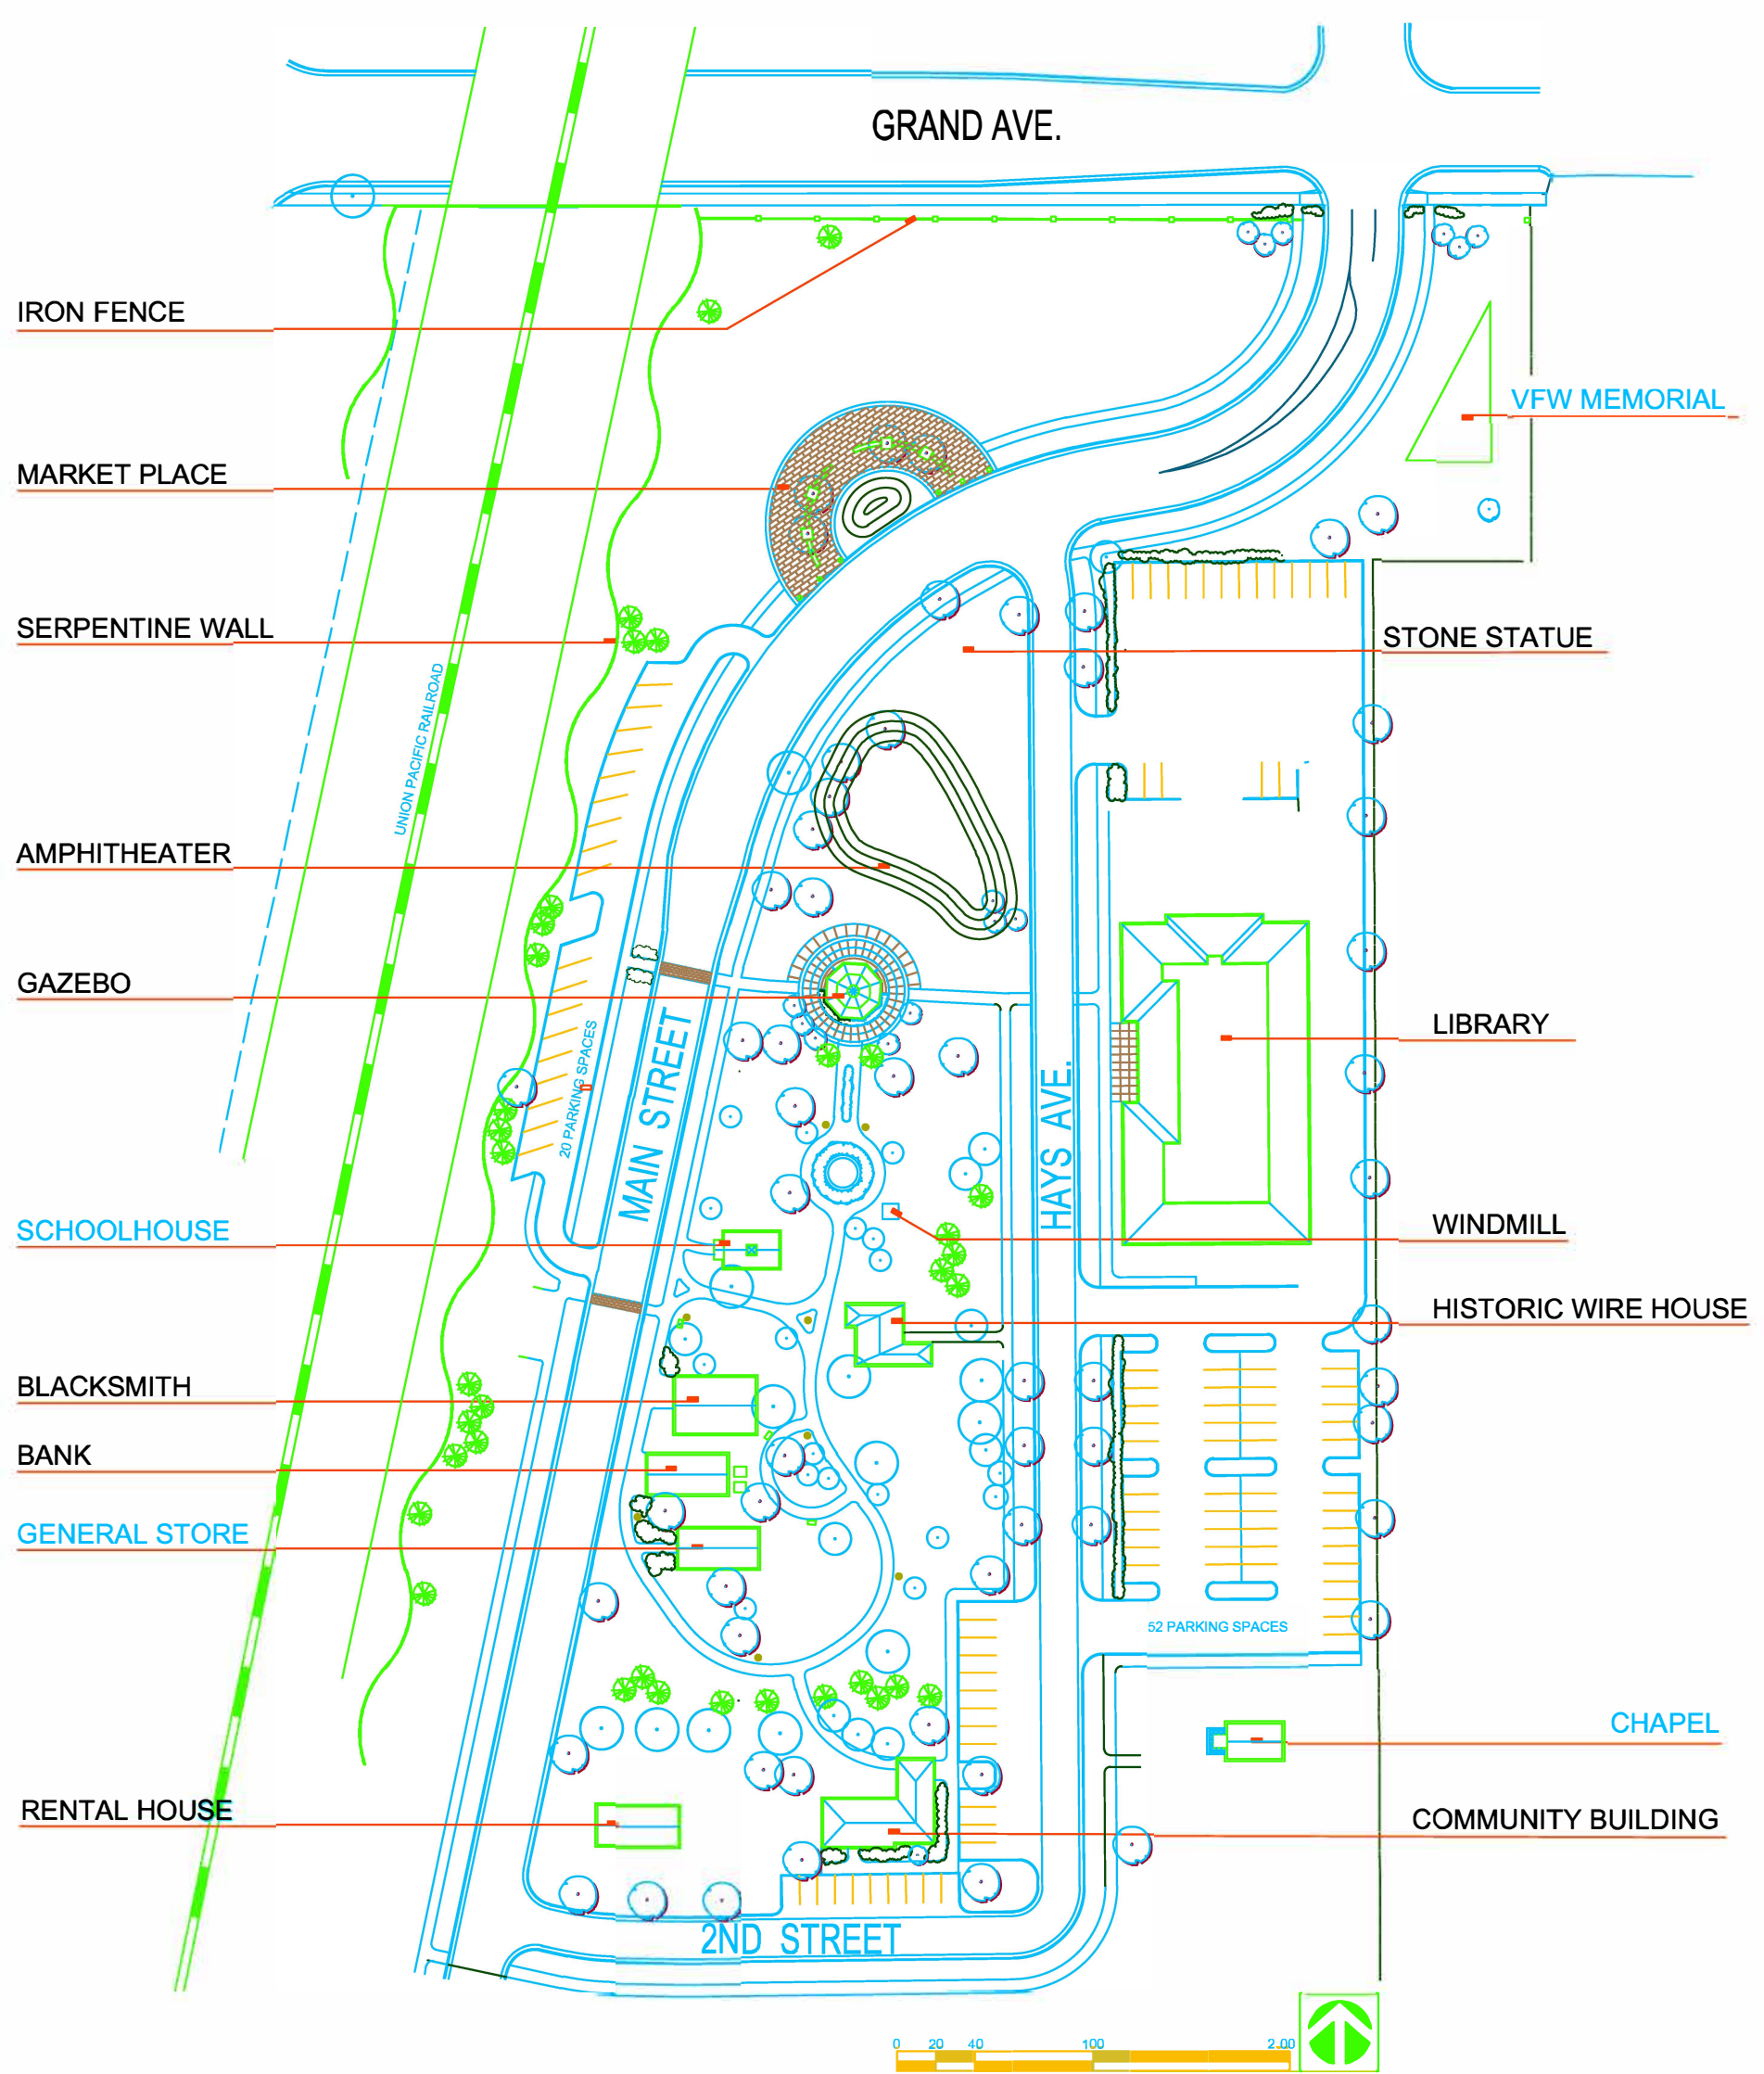 GRAND AVE.
IRON FENCE
VFW MEMORIAL
MARKET PLACE
SERPENTINE WALL
STONE STATUE
UNION PACIFIC RAILROAD
AMPHITHEATER
GAZEBO
LIBRARY
20 PARKING SPACES
MAIN STREET
HAYS AVE.
SCHOOLHOUSE
WINDMILL
HISTORIC WIRE HOUSE
BLACKSMITH
BANK
GENERAL STORE
52 PARKING SPACES
CHAPEL
RENTAL HOUSE
COMMUNITY BUILDING
2ND STREET
0 20 40 100 2.00